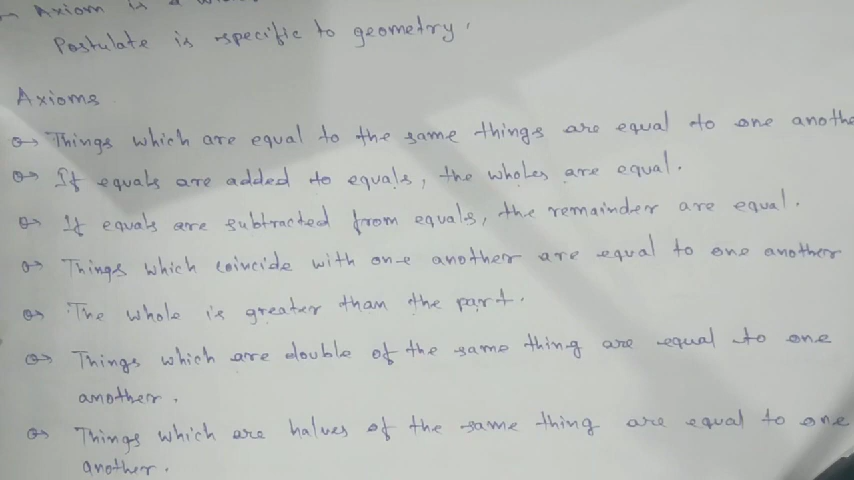 - Axiom is a
Postulate is specific to geometry.
Axioms
→ Things which are equal to the same things are equal to one another
→ If equals are added to equals, the wholes are equal.
→ If equals are subtracted from equals, the remainder are equal.
→ Things which coincide with one another are equal to one another
→ The whole is greater than the part.
→ Things which are double of the same thing are equal to one
another.
→ Things which are halves of the same thing are equal to one
another.